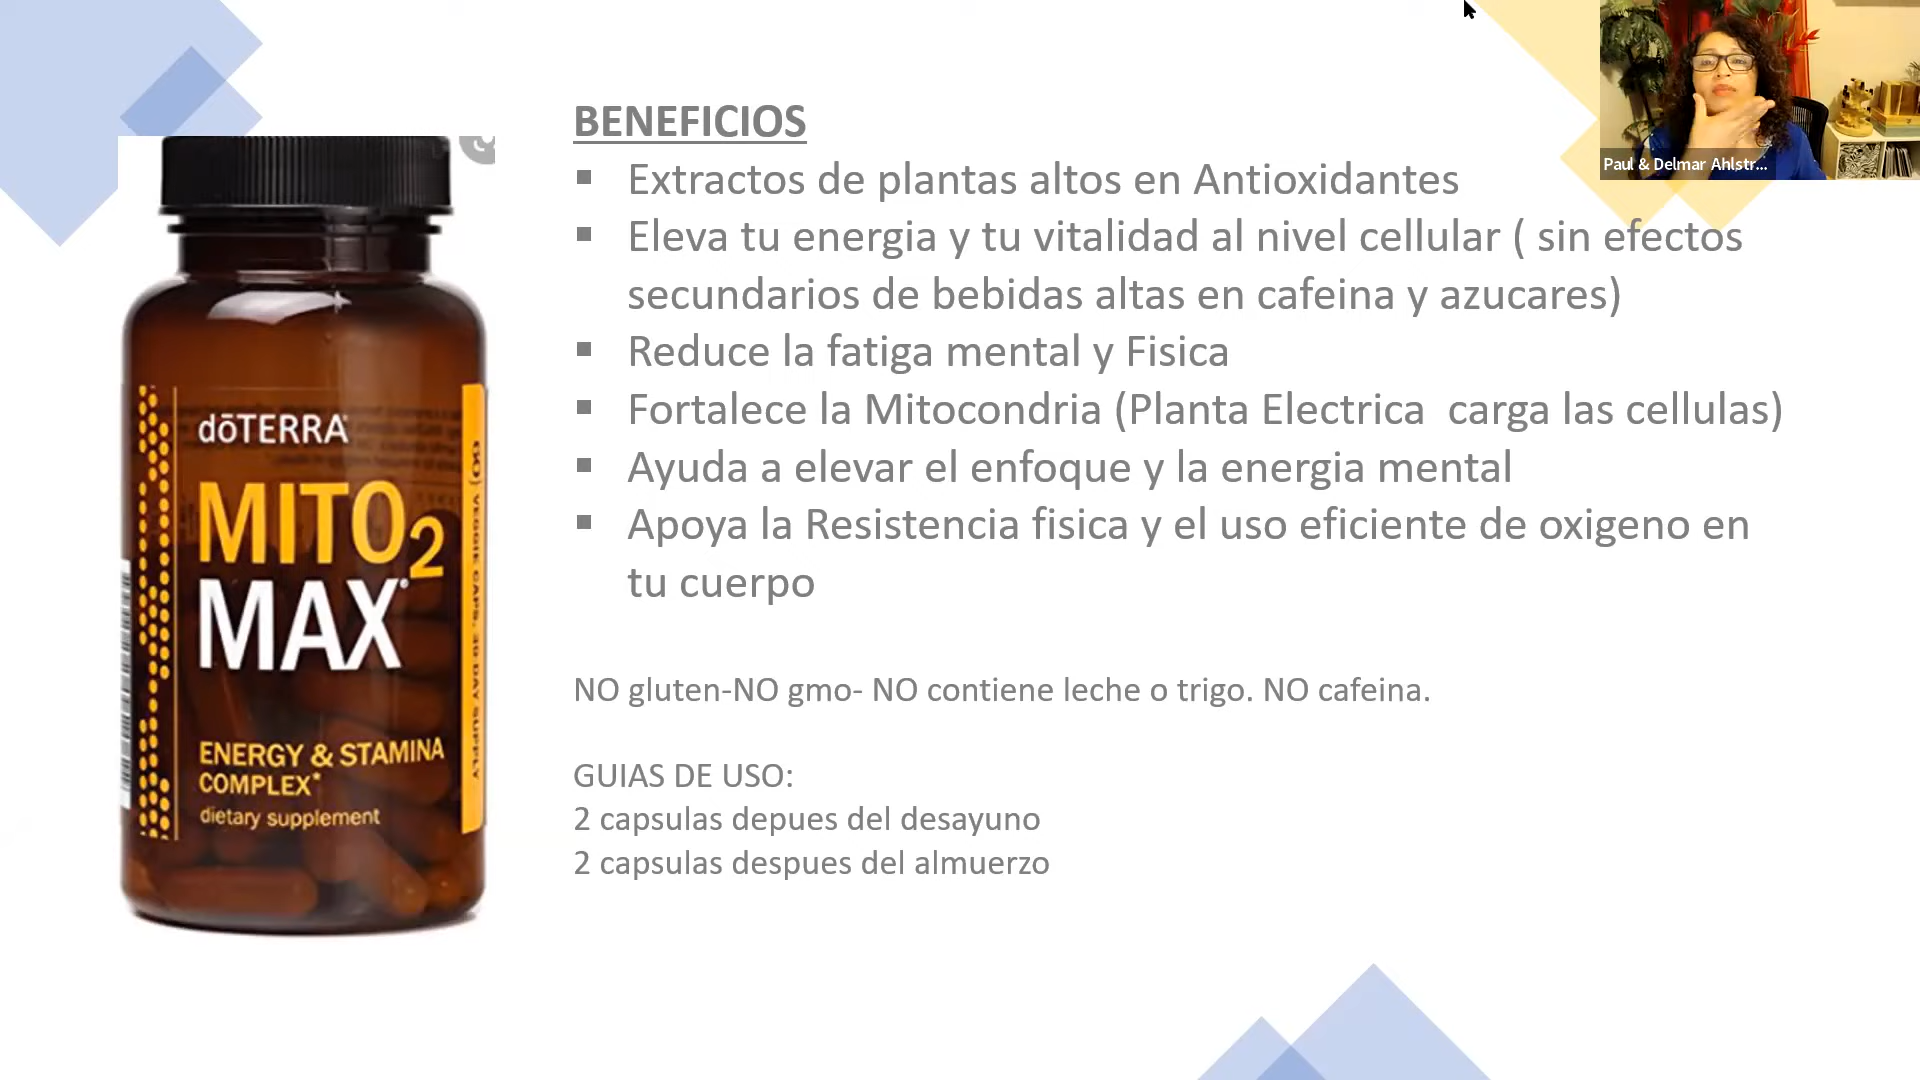 BENEFICIOS
Extractos de plantas altos en Antioxidantes
Eleva tu energia y tu vitalidad al nivel cellular ( sin efectos
secundarios de bebidas altas en cafeina y azucares)
Reduce la fatiga mental y Fisica
Fortalece la Mitocondria (Planta Electrica carga las cellulas)
Ayuda a elevar el enfoque y la energia mental
Apoya la Resistencia fisica y el uso eficiente de oxigeno en
tu cuerpo
NO gluten-NO gmo- NO contiene leche o trigo. NO cafeina.
GUIAS DE USO:
2 capsulas depues del desayuno
2 capsulas despues del almuerzo
dōTERRA
MITO2
MAX
ENERGY & STAMINA
COMPLEX*
dietary supplement
Paul & Delmar Ahlstr...